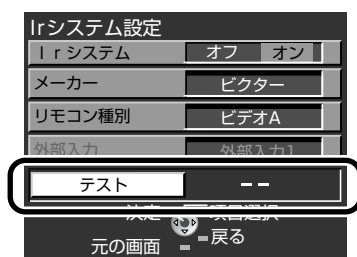 Irシステム設定
Ｉｒシステム オフ オン
メーカー ビクター
リモコン種別 ビデオA
外部入力 外部入力1
テスト --
決定 項目選択
元の画面 戻る